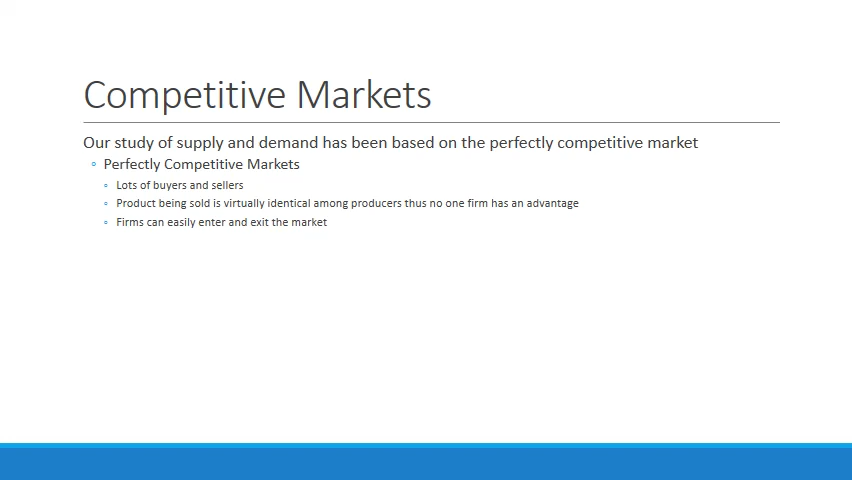 Competitive Markets
Our study of supply and demand has been based on the perfectly competitive market
Perfectly Competitive Markets
Lots of buyers and sellers
Product being sold is virtually identical among producers thus no one firm has an advantage
Firms can easily enter and exit the market